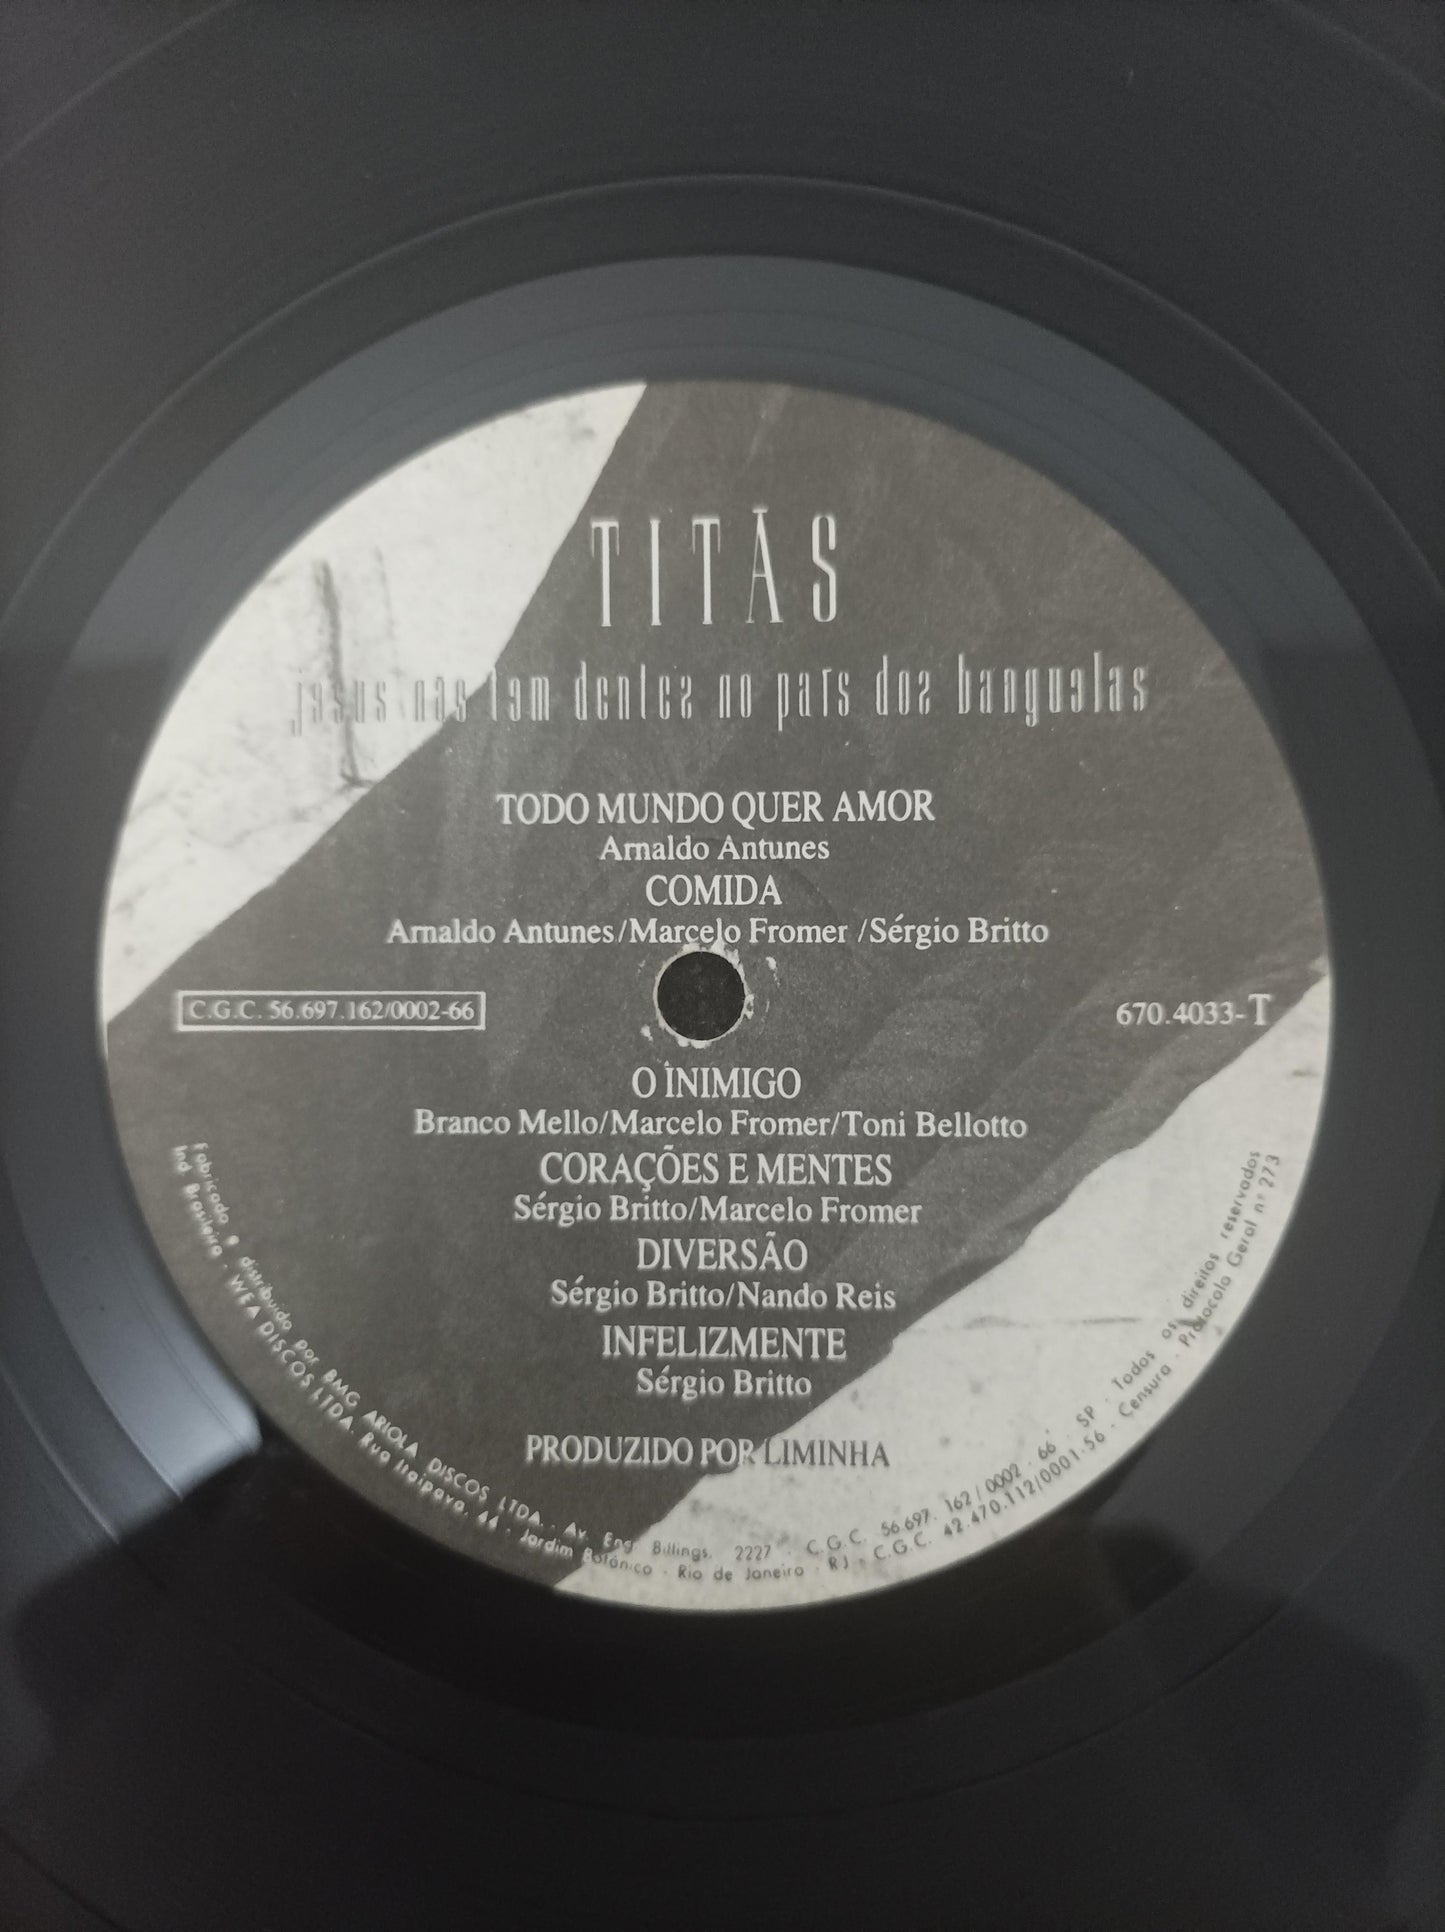 TITÃS
jesus não tem dentes no país dos banguelas
TODO MUNDO QUER AMOR
Arnaldo Antunes
COMIDA
Arnaldo Antunes/Marcelo Fromer /Sérgio Britto
C.G.C. 56.697.162/0002-66
670.4033-T
O INIMIGO
Branco Mello/Marcelo Fromer/Toni Bellotto
CORAÇÕES E MENTES
Sérgio Britto/Marcelo Fromer
DIVERSÃO
Sérgio Britto/Nando Reis
INFELIZMENTE
Sérgio Britto
PRODUZIDO POR LIMINHA
Fabricado e distribuido por BMG ARIOLA DISCOS LTDA. · Av. Eng. Billings, 2227 · C.G.C. 56.697.162/0002-66 · SP · Todos os direitos reservados
Ind Brasileira · WEA DISCOS LTDA. Rua Itaipava, 44 · Jardim Botânico · Rio de Janeiro · RJ · C.G.C. 42.470.112/0001-56 · Censura · Protocolo Geral nº 273